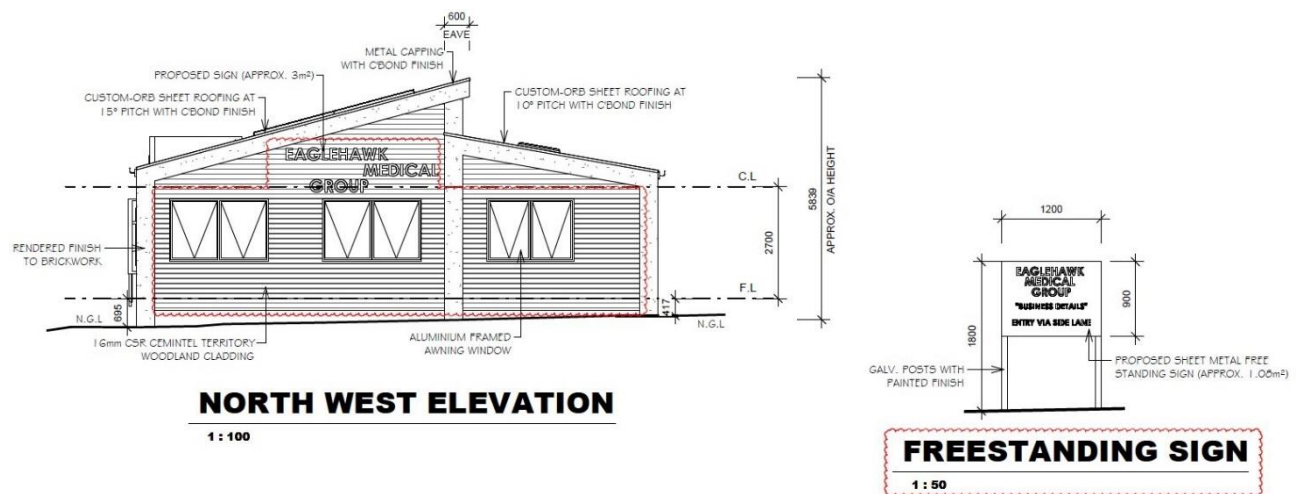 600
EAVE
METAL CAPPING
WITH C'BOND FINISH
PROPOSED SIGN (APPROX. 3m²)
CUSTOM-ORB SHEET ROOFING AT
15° PITCH WITH C'BOND FINISH
CUSTOM-ORB SHEET ROOFING AT
10° PITCH WITH C'BOND FINISH
EAGLEHAWK
MEDICAL
GROUP
C.L
2700
5839
APPROX. O/A HEIGHT
RENDERED FINISH
TO BRICKWORK
F.L
695
417
N.G.L
N.G.L
16mm CSR CEMINTEL TERRITORY
WOODLAND CLADDING
ALUMINIUM FRAMED
AWNING WINDOW
NORTH WEST ELEVATION
1 : 100
1200
EAGLEHAWK
MEDICAL
GROUP
"BUSINESS DETAILS"
ENTRY VIA SIDE LANE
900
1800
GALV. POSTS WITH
PAINTED FINISH
PROPOSED SHEET METAL FREE
STANDING SIGN (APPROX. 1.08m²)
FREESTANDING SIGN
1 : 50